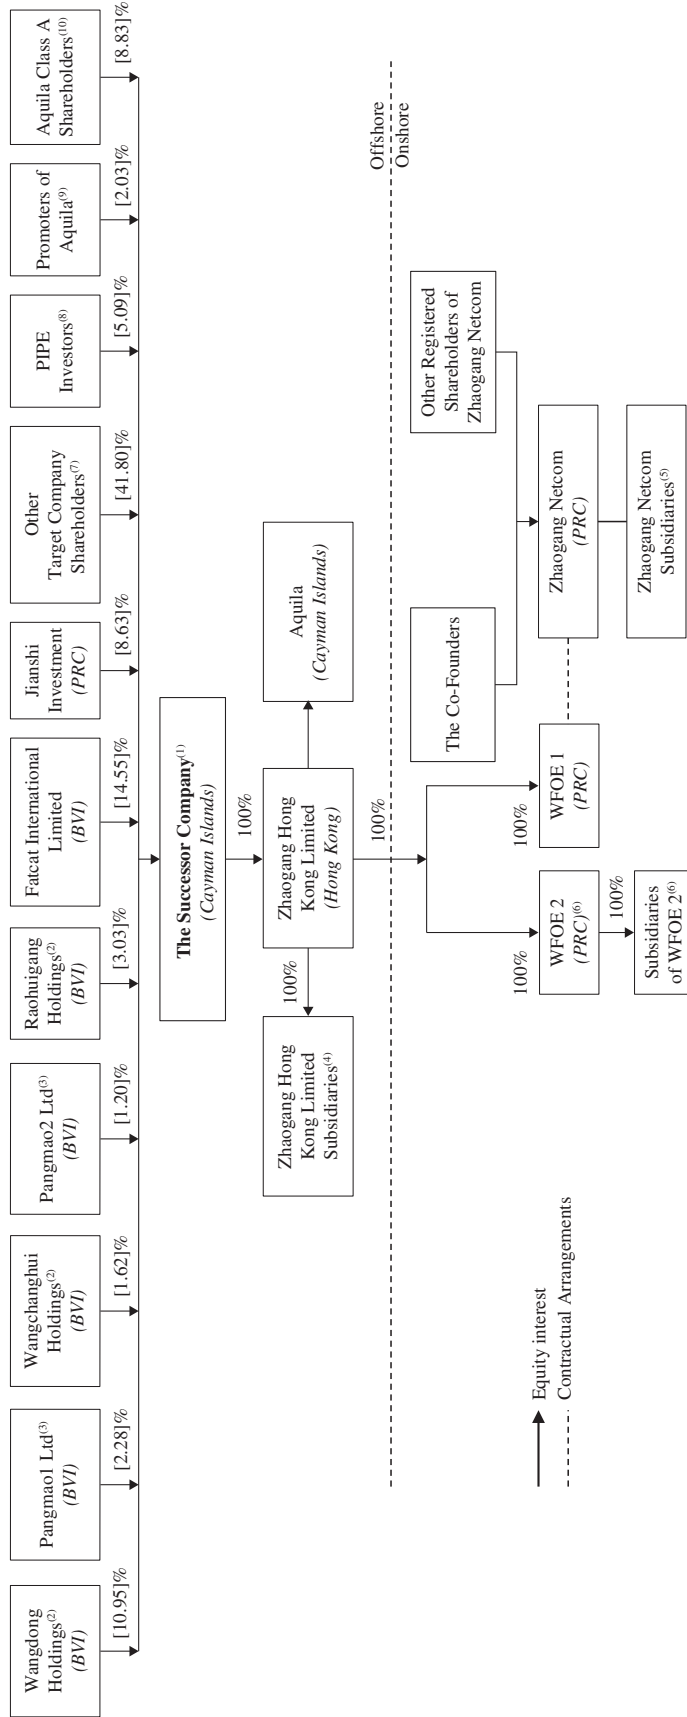 Wangdong
Holdings(2)
(BVI)
Pangmao1 Ltd(3)
(BVI)
Wangchanghui
Holdings(2)
(BVI)
Pangmao2 Ltd(3)
(BVI)
Raohuigang
Holdings(2)
(BVI)
Fatcat International
Limited
(BVI)
Jianshi
Investment
(PRC)
Other
Target Company
Shareholders(7)
PIPE
Investors(8)
Promoters of
Aquila(9)
Aquila Class A
Shareholders(10)
[10.95]%
[2.28]%
[1.62]%
[1.20]%
[3.03]%
[14.55]%
[8.63]%
[41.80]%
[5.09]%
[2.03]%
[8.83]%
The Successor Company(1)
(Cayman Islands)
100%
Zhaogang Hong
Kong Limited
Subsidiaries(4)
100%
Zhaogang Hong
Kong Limited
(Hong Kong)
Aquila
(Cayman Islands)
100%
Offshore
Onshore
The Co-Founders
Other Registered
Shareholders of
Zhaogang Netcom
100%
100%
WFOE 2
(PRC)(6)
WFOE 1
(PRC)
Zhaogang Netcom
(PRC)
100%
Subsidiaries
of WFOE 2(6)
Zhaogang Netcom
Subsidiaries(5)
Equity interest
Contractual Arrangements